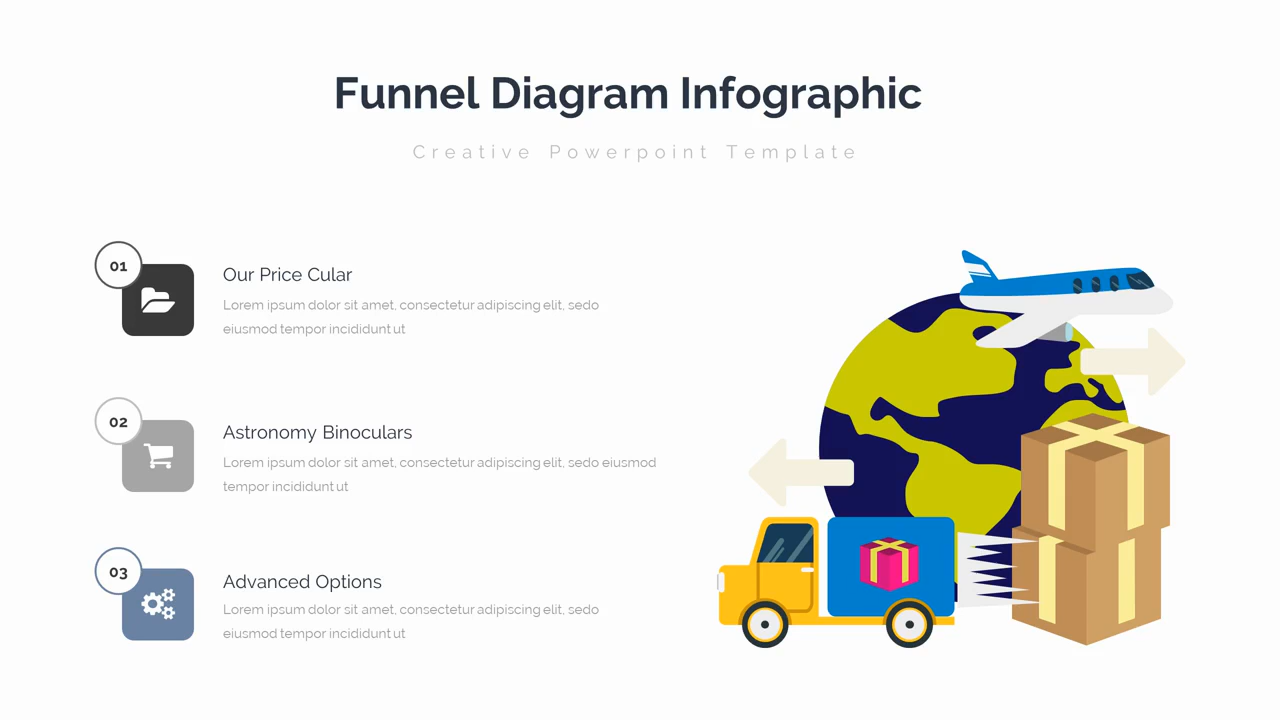 Funnel Diagram Infographic
Creative Powerpoint Template
01
Our Price Cular
Lorem ipsum dolor sit amet, consectetur adipiscing elit, sedo
eiusmod tempor incididunt ut
02
Astronomy Binoculars
Lorem ipsum dolor sit amet, consectetur adipiscing elit, sedo eiusmod
tempor incididunt ut
03
Advanced Options
Lorem ipsum dolor sit amet, consectetur adipiscing elit, sedo
eiusmod tempor incididunt ut